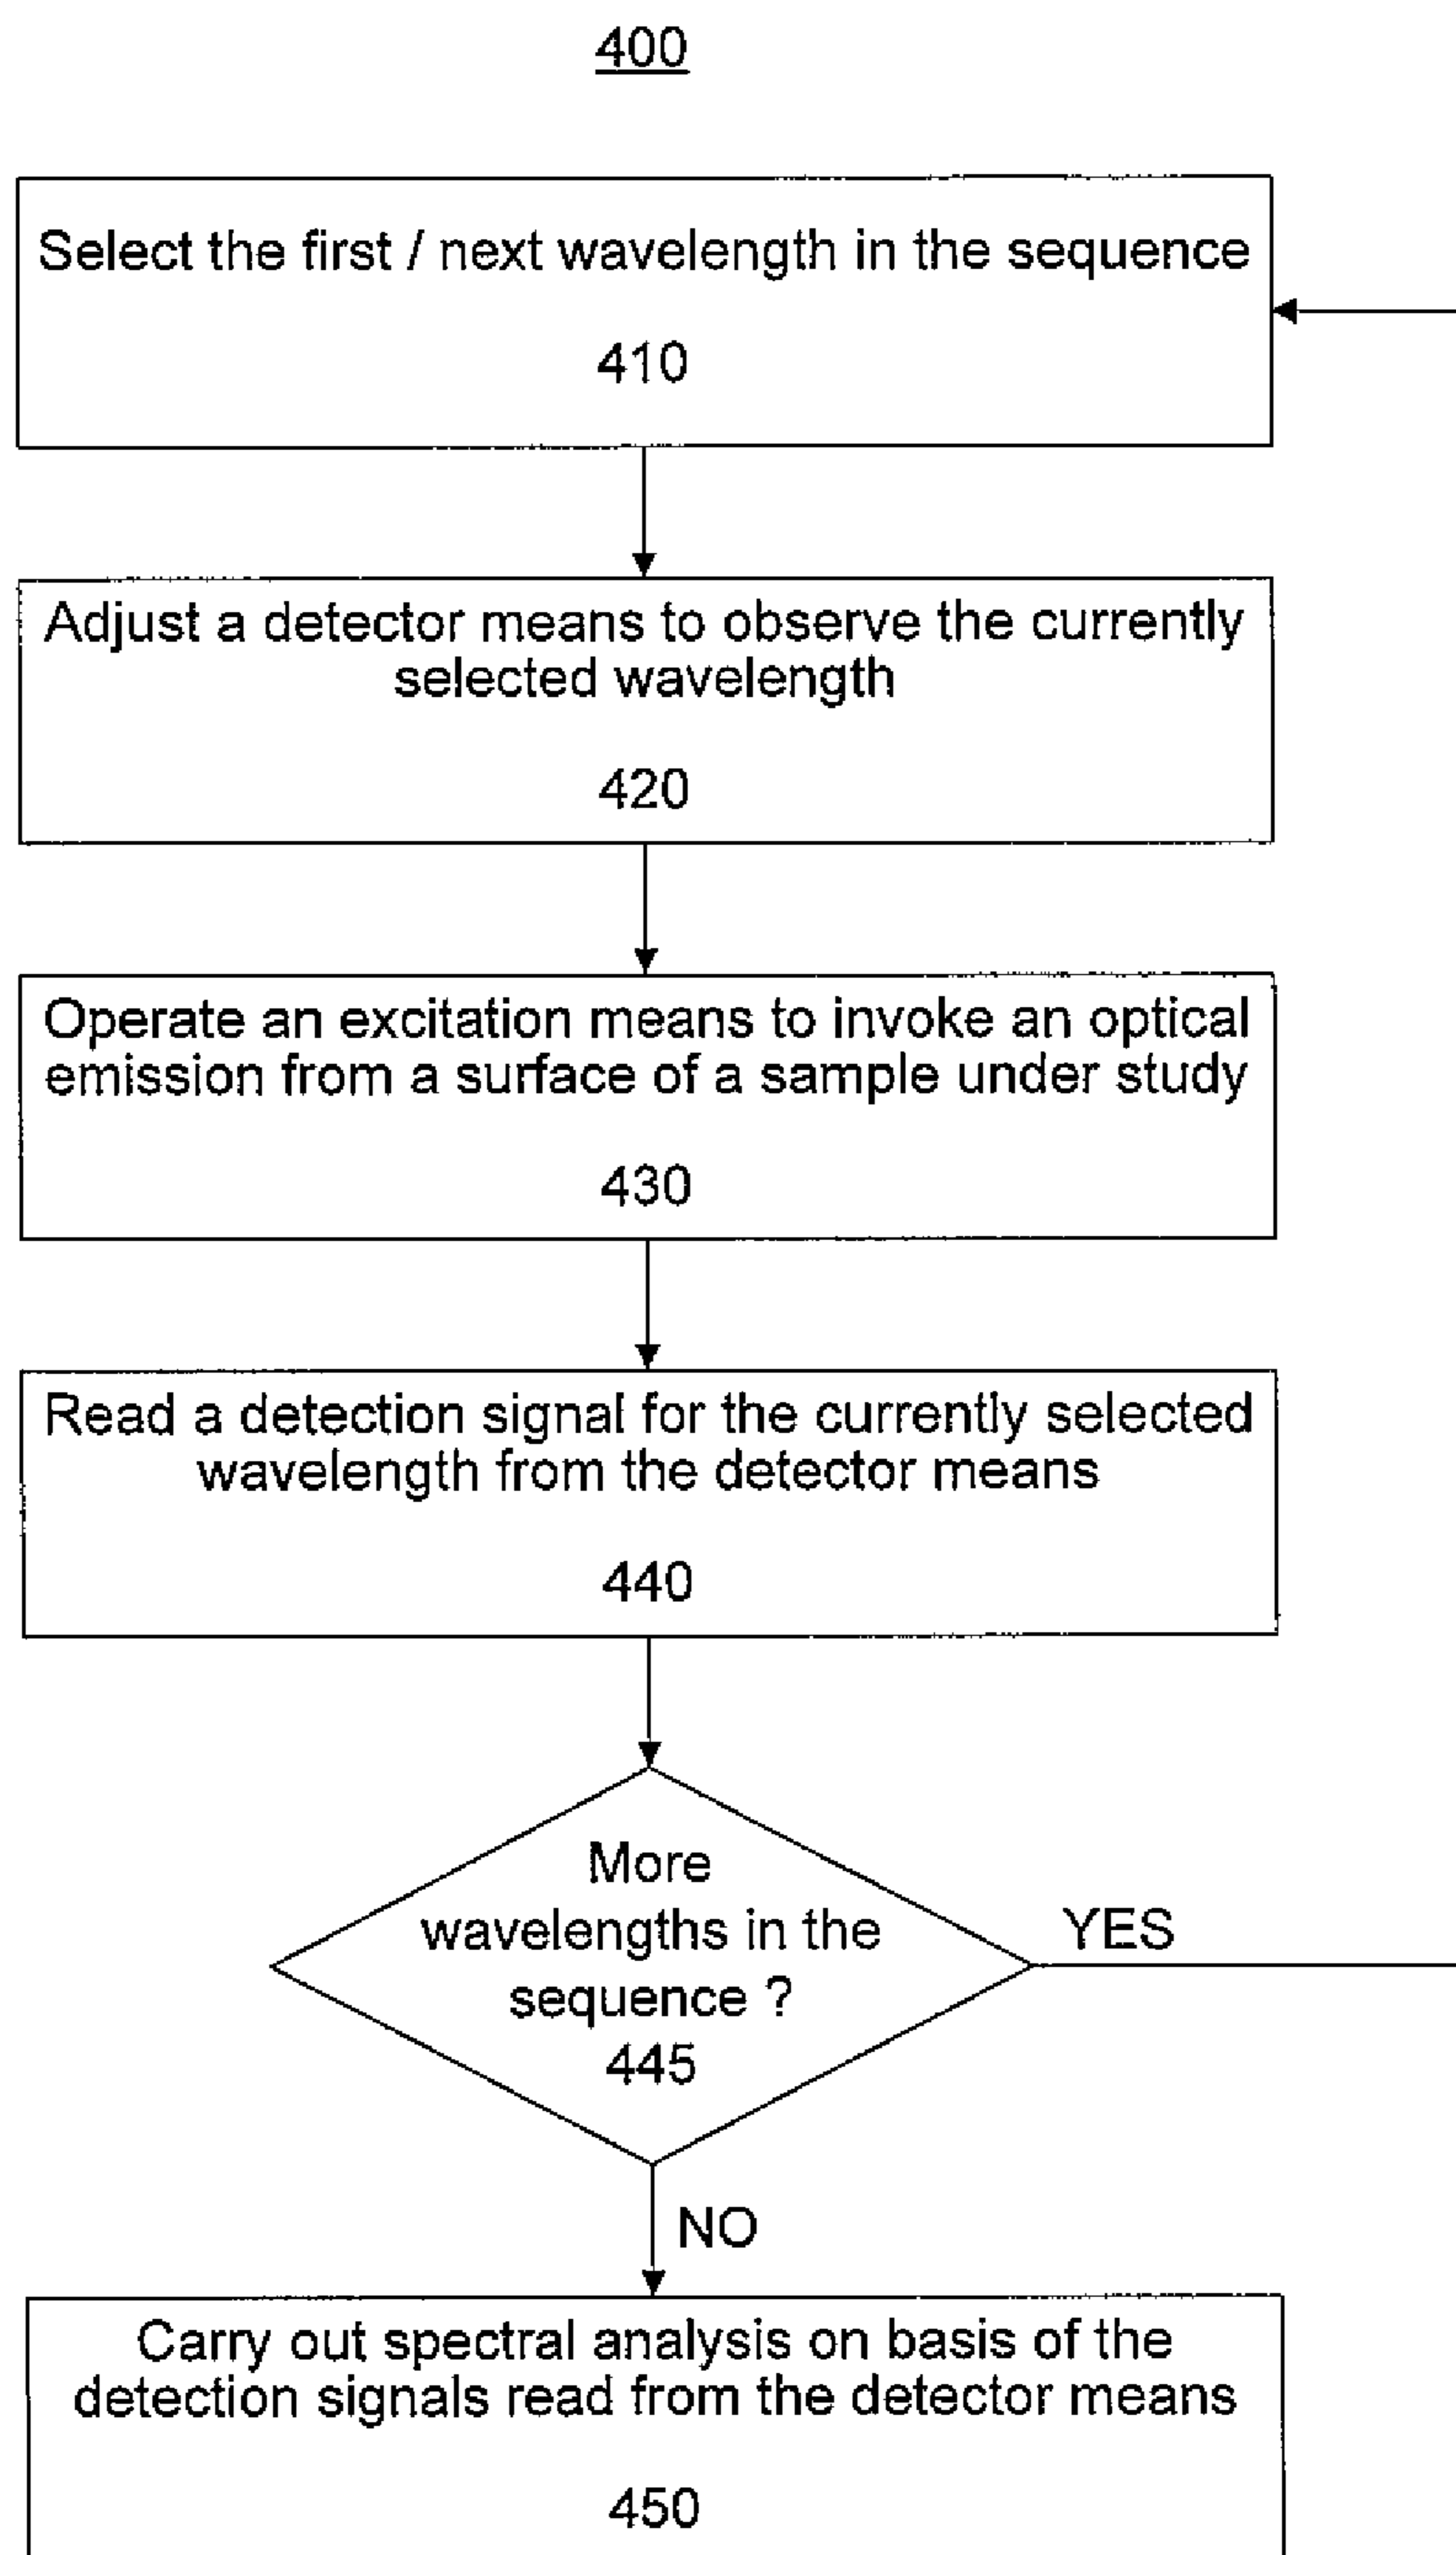 400
Select the first / next wavelength in the sequence
410
Adjust a detector means to observe the currently
selected wavelength
420
Operate an excitation means to invoke an optical
emission from a surface of a sample under study
430
Read a detection signal for the currently selected
wavelength from the detector means
440
More
wavelengths in the
sequence ?
445
YES
NO
Carry out spectral analysis on basis of the
detection signals read from the detector means
450